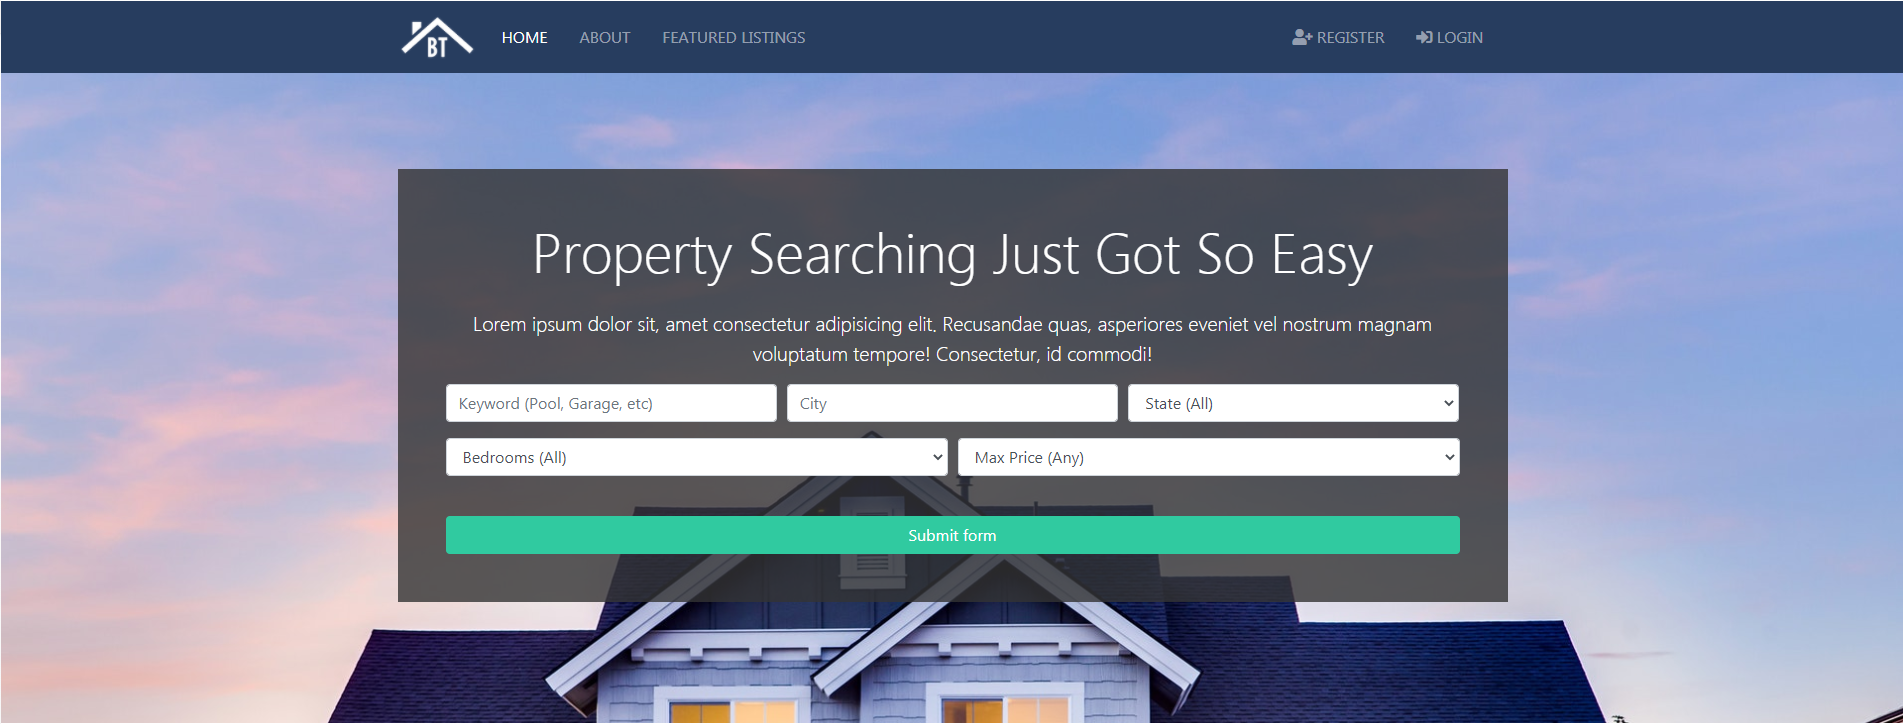 BT
HOME ABOUT FEATURED LISTINGS REGISTER LOGIN
Property Searching Just Got So Easy
Lorem ipsum dolor sit, amet consectetur adipisicing elit. Recusandae quas, asperiores eveniet vel nostrum magnam
voluptatum tempore! Consectetur, id commodi!
Keyword (Pool, Garage, etc) City State (All)
Bedrooms (All) Max Price (Any)
Submit form